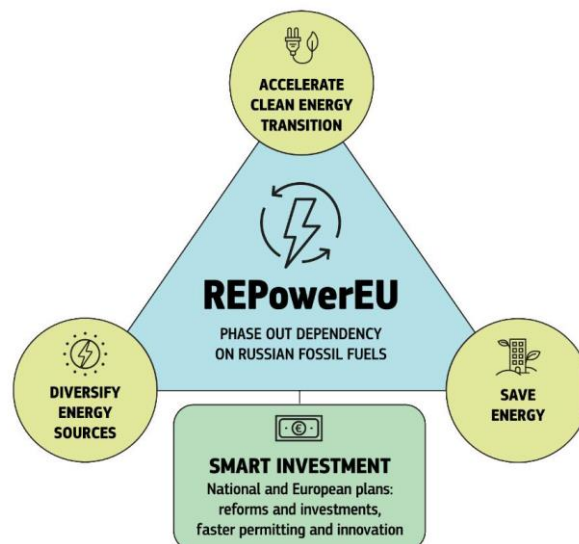 ACCELERATE
CLEAN ENERGY
TRANSITION
REPowerEU
PHASE OUT DEPENDENCY
ON RUSSIAN FOSSIL FUELS
DIVERSIFY
ENERGY
SOURCES
SAVE
ENERGY
€
SMART INVESTMENT
National and European plans:
reforms and investments,
faster permitting and innovation